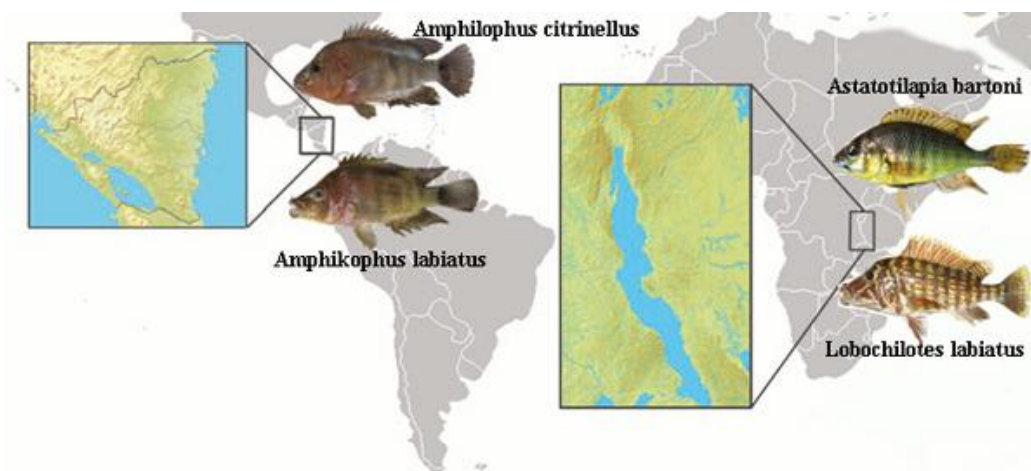 Amphilophus citrinellus
Amphikophus labiatus
Astatotilapia bartoni
Lobochilotes labiatus